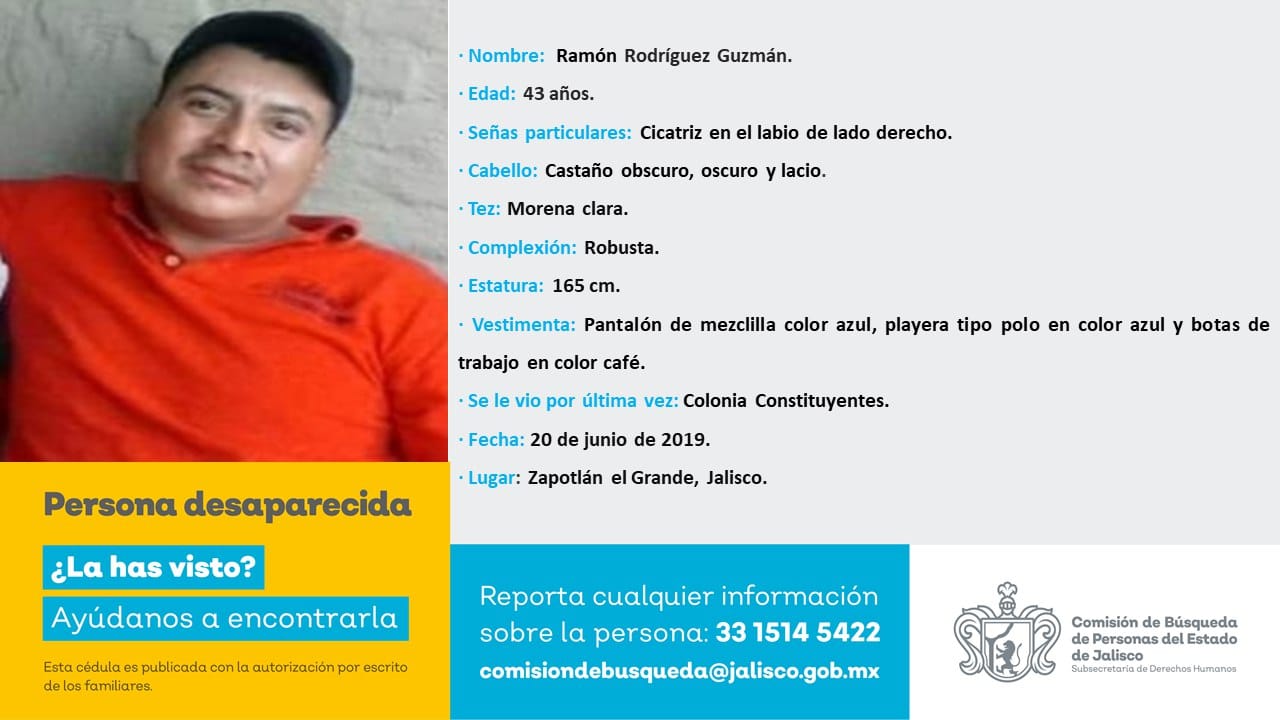 · Nombre: Ramón Rodríguez Guzmán.
· Edad: 43 años.
· Señas particulares: Cicatriz en el labio de lado derecho.
· Cabello: Castaño obscuro, oscuro y lacio.
· Tez: Morena clara.
· Complexión: Robusta.
· Estatura: 165 cm.
· Vestimenta: Pantalón de mezclilla color azul, playera tipo polo en color azul y botas de
trabajo en color café.
· Se le vio por última vez: Colonia Constituyentes.
· Fecha: 20 de junio de 2019.
· Lugar: Zapotlán el Grande, Jalisco.
Persona desaparecida
¿La has visto?
Ayúdanos a encontrarla
Esta cédula es publicada con la autorización por escrito
de los familiares.
Reporta cualquier información
sobre la persona: 33 1514 5422
comisiondebusqueda@jalisco.gob.mx
Comisión de Búsqueda
de Personas del Estado
de Jalisco
Subsecretaría de Derechos Humanos